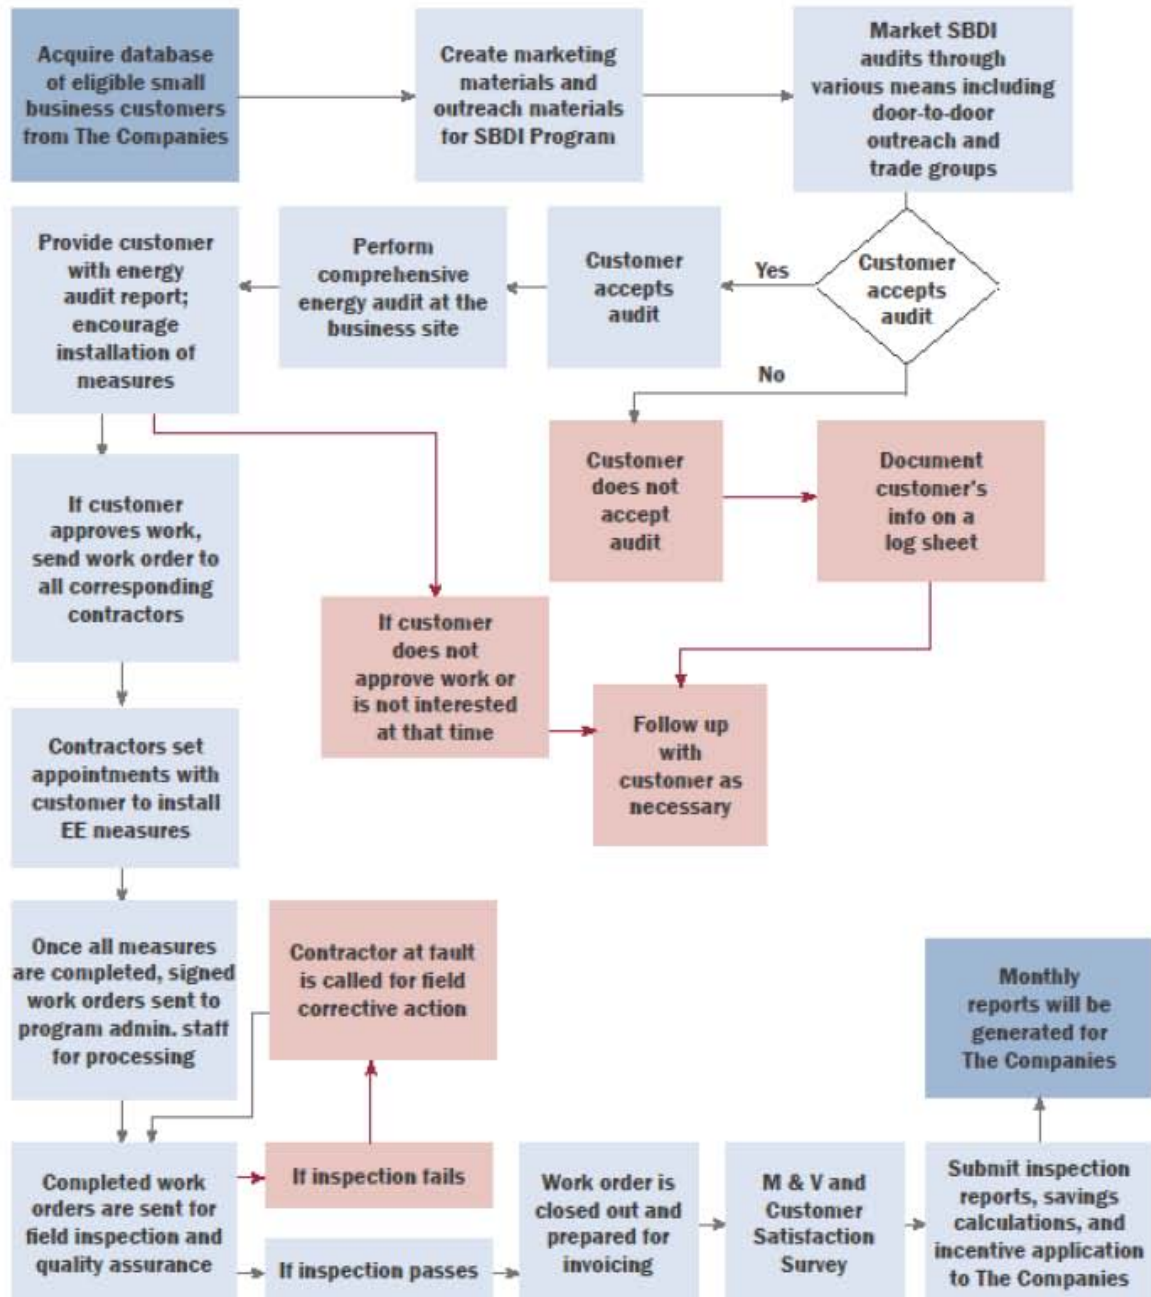 Acquire database
of eligible small
business customers
from The Companies
Create marketing
materials and
outreach materials
for SBDI Program
Market SBDI
audits through
various means including
door-to-door
outreach and
trade groups
Customer
accepts
audit
Yes
No
Customer
accepts
audit
Perform
comprehensive
energy audit at the
business site
Provide customer
with energy
audit report;
encourage
installation of
measures
Customer
does not
accept
audit
Document
customer's
info on a
log sheet
If customer
approves work,
send work order to
all corresponding
contractors
If customer
does not
approve work or
is not interested
at that time
Follow up
with
customer as
necessary
Contractors set
appointments with
customer to install
EE measures
Once all measures
are completed, signed
work orders sent to
program admin. staff
for processing
Contractor at fault
is called for field
corrective action
Completed work
orders are sent for
field inspection and
quality assurance
If inspection fails
If inspection passes
Work order is
closed out and
prepared for
invoicing
M & V and
Customer
Satisfaction
Survey
Submit inspection
reports, savings
calculations, and
incentive application
to The Companies
Monthly
reports will be
generated for
The Companies